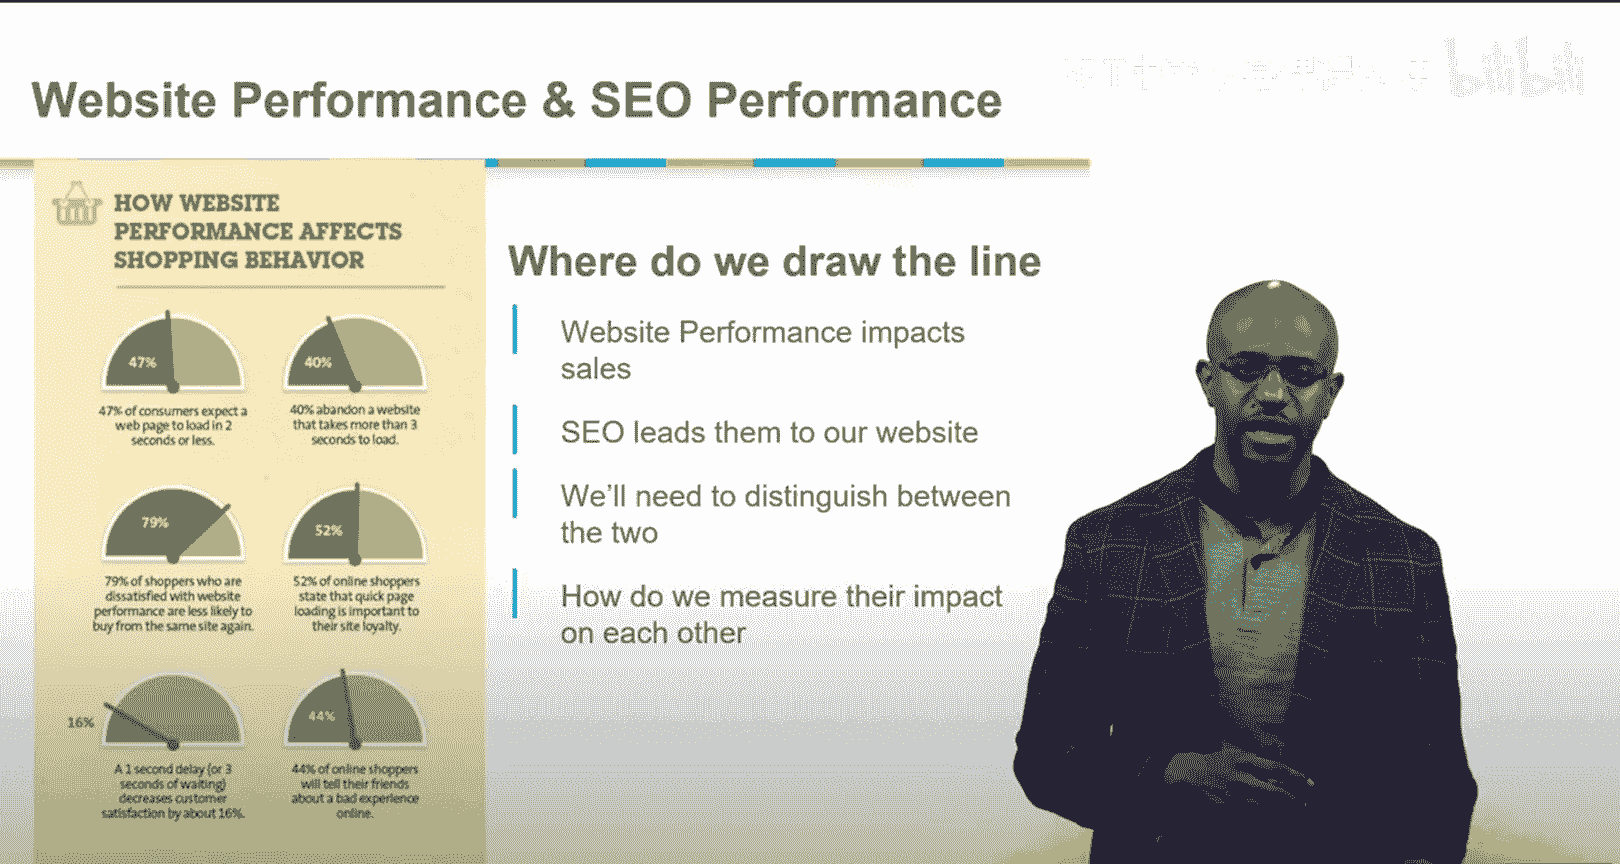 Website Performance & SEO Performance
bilibili
HOW WEBSITE
PERFORMANCE AFFECTS
SHOPPING BEHAVIOR
47%
47% of consumers expect a
web page to load in 2
seconds or less.
40%
40% abandon a website
that takes more than 3
seconds to load.
79%
79% of shoppers who are
dissatisfied with website
performance are less likely to
buy from the same site again.
52%
52% of online shoppers
state that quick page
loading is important to
their site loyalty.
16%
A 1 second delay (or 3
seconds of waiting)
decreases customer
satisfaction by about 16%.
44%
44% of online shoppers
will tell their friends
about a bad experience
online.
Where do we draw the line
Website Performance impacts
sales
SEO leads them to our website
We’ll need to distinguish between
the two
How do we measure their impact
on each other